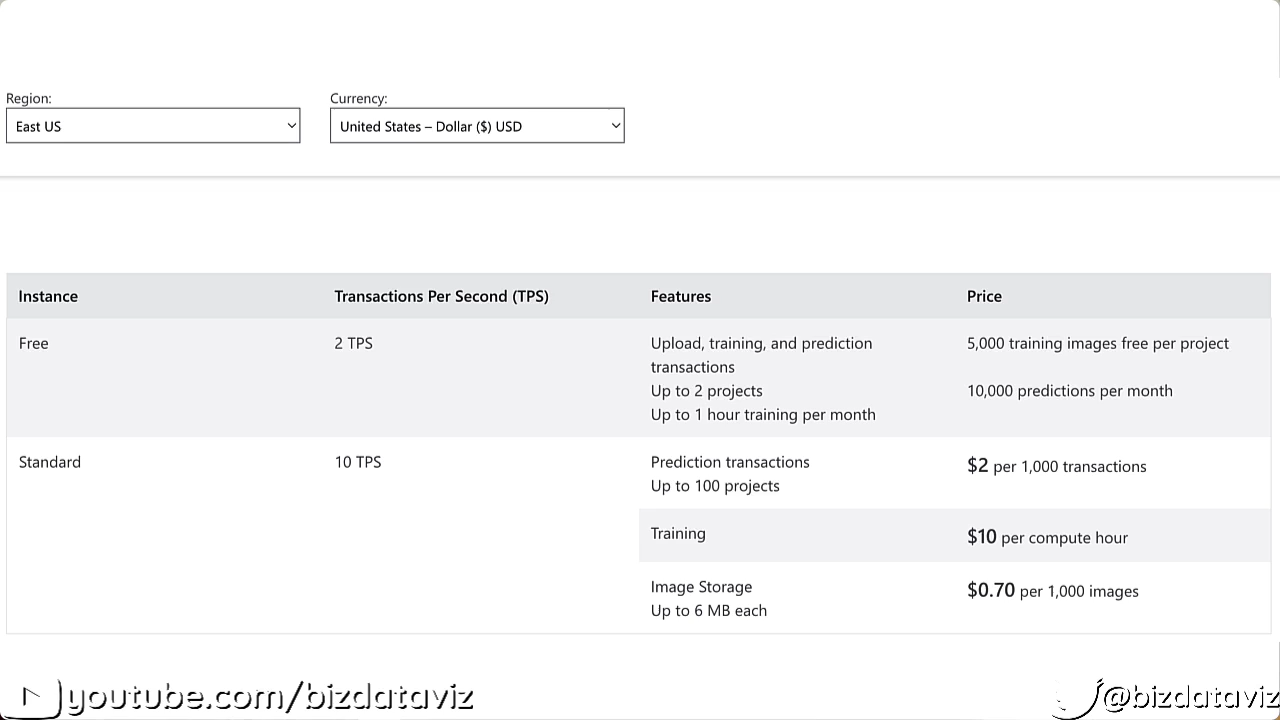 Region:
Currency:
East US
United States – Dollar ($) USD
Instance
Transactions Per Second (TPS)
Features
Price
Free
2 TPS
Upload, training, and prediction
transactions
Up to 2 projects
Up to 1 hour training per month
5,000 training images free per project
10,000 predictions per month
Standard
10 TPS
Prediction transactions
Up to 100 projects
$2 per 1,000 transactions
Training
$10 per compute hour
Image Storage
Up to 6 MB each
$0.70 per 1,000 images
youtube.com/bizdataviz
@bizdataviz